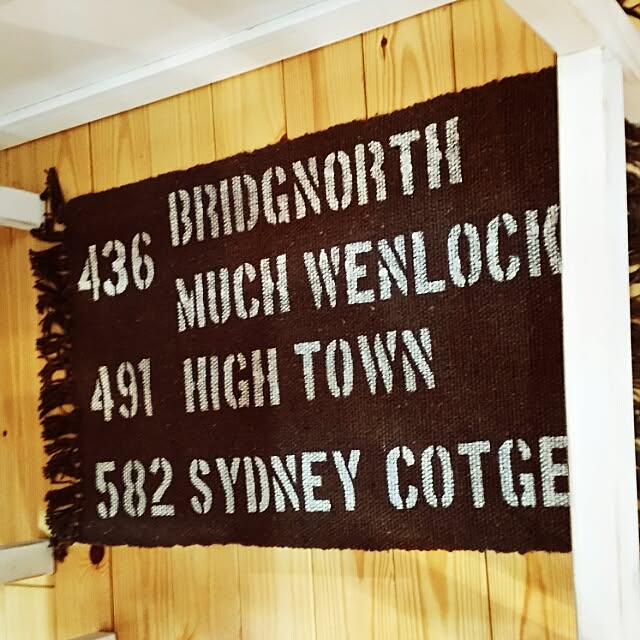 436 BRIDGNORTH
MUCH WENLOCK
491 HIGH TOWN
582 SYDNEY COTGE